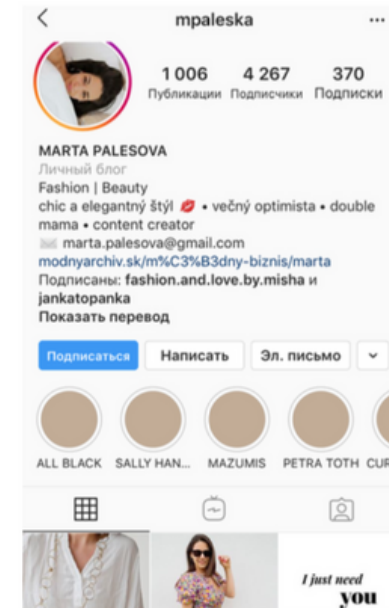 mpaleska
1 006 4 267 370
Публикации Подписчики Подписки
MARTA PALESOVA
Личный блог
Fashion | Beauty
chic a elegantný štýl 💋 • večný optimista • double
mama • content creator
✉️ marta.palesova@gmail.com
modnyarchiv.sk/m%C3%B3dny-biznis/marta
Подписаны: fashion.and.love.by.misha и
jankatopanka
Показать перевод
Подписаться Написать Эл. письмо
ALL BLACK SALLY HAN... MAZUMIS PETRA TOTH CUR
I just need
you